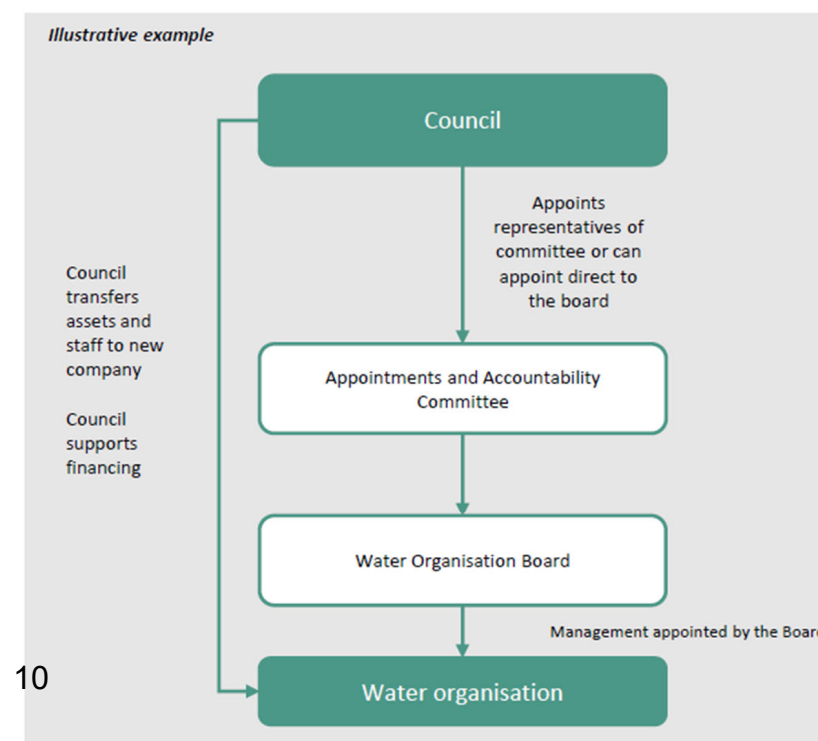 Illustrative example
Council
Appoints
representatives of
committee or can
appoint direct to
the board
Council
transfers
assets and
staff to new
company
Council
supports
financing
Appointments and Accountability
Committee
Water Organisation Board
Management appointed by the Board
10
Water organisation